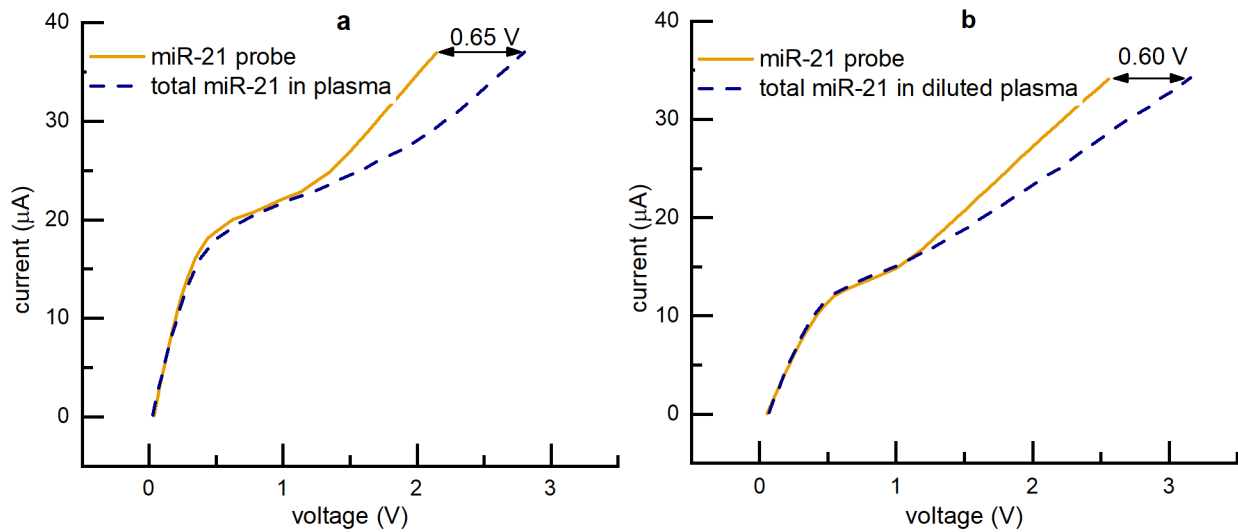 a
0.65 V
miR-21 probe
total miR-21 in plasma
current (μA)
40
30
20
10
0
0 1 2 3
voltage (V)
b
0.60 V
miR-21 probe
total miR-21 in diluted plasma
current (μA)
40
30
20
10
0
0 1 2 3
voltage (V)